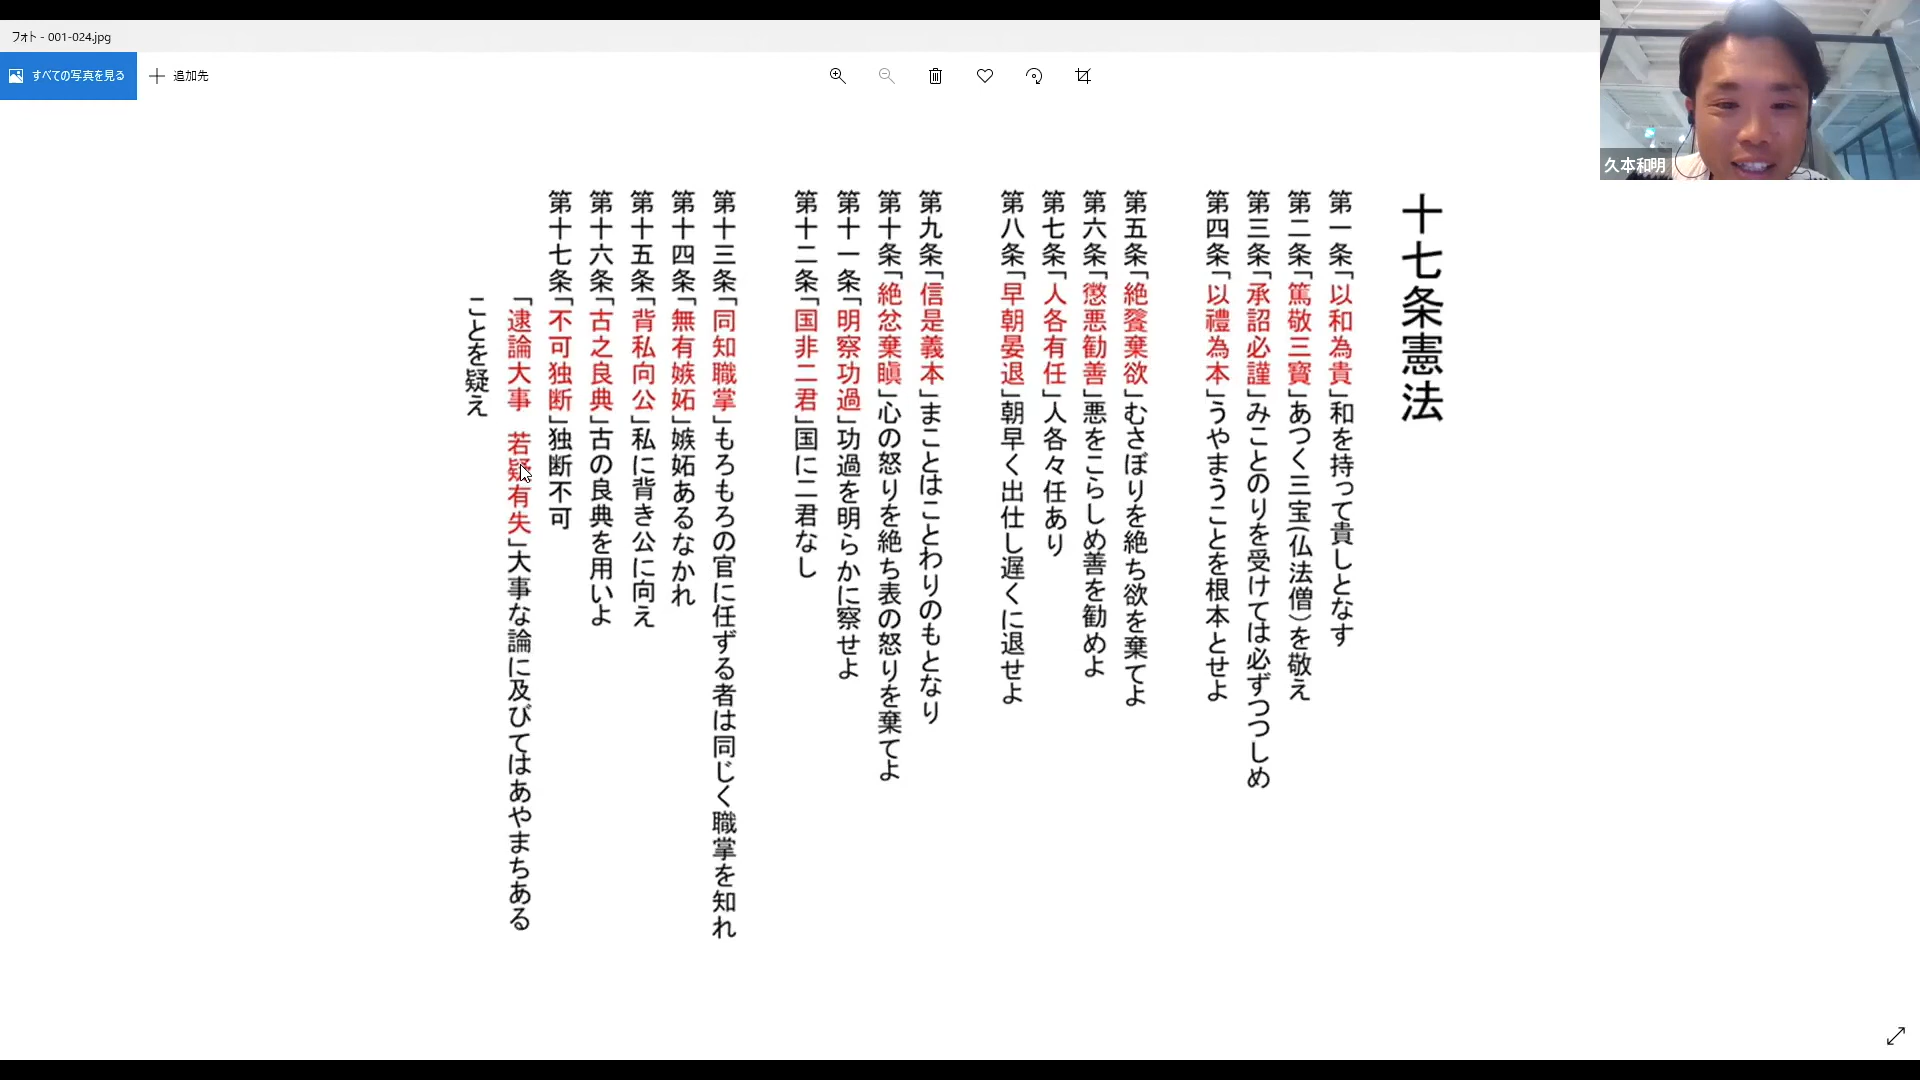 フォト - 001-024.jpg
すべての写真を見る
追加先
久本和明
十七条憲法
第一条「以和為貴」和を持って貴しとなす
第二条「篤敬三寳」あつく三宝(仏法僧)を敬え
第三条「承詔必謹」みことのりを受けては必ずつつしめ
第四条「以禮為本」うやまうことを根本とせよ
第五条「絶餮棄欲」むさぼりを絶ち欲を棄てよ
第六条「懲悪勧善」悪をこらしめ善を勧めよ
第七条「人各有任」人各々任あり
第八条「早朝晏退」朝早く出仕し遅くに退せよ
第九条「信是義本」まことはことわりのもとなり
第十条「絶忿棄瞋」心の怒りを絶ち表の怒りを棄てよ
第十一条「明察功過」功過を明らかに察せよ
第十二条「国非二君」国に二君なし
第十三条「同知職掌」もろもろの官に任ずる者は同じく職掌を知れ
第十四条「無有嫉妬」嫉妬あるなかれ
第十五条「背私向公」私に背き公に向え
第十六条「古之良典」古の良典を用いよ
第十七条「不可独断」独断不可
「逮論大事 若疑有失」大事な論に及びてはあやまちある
ことを疑え